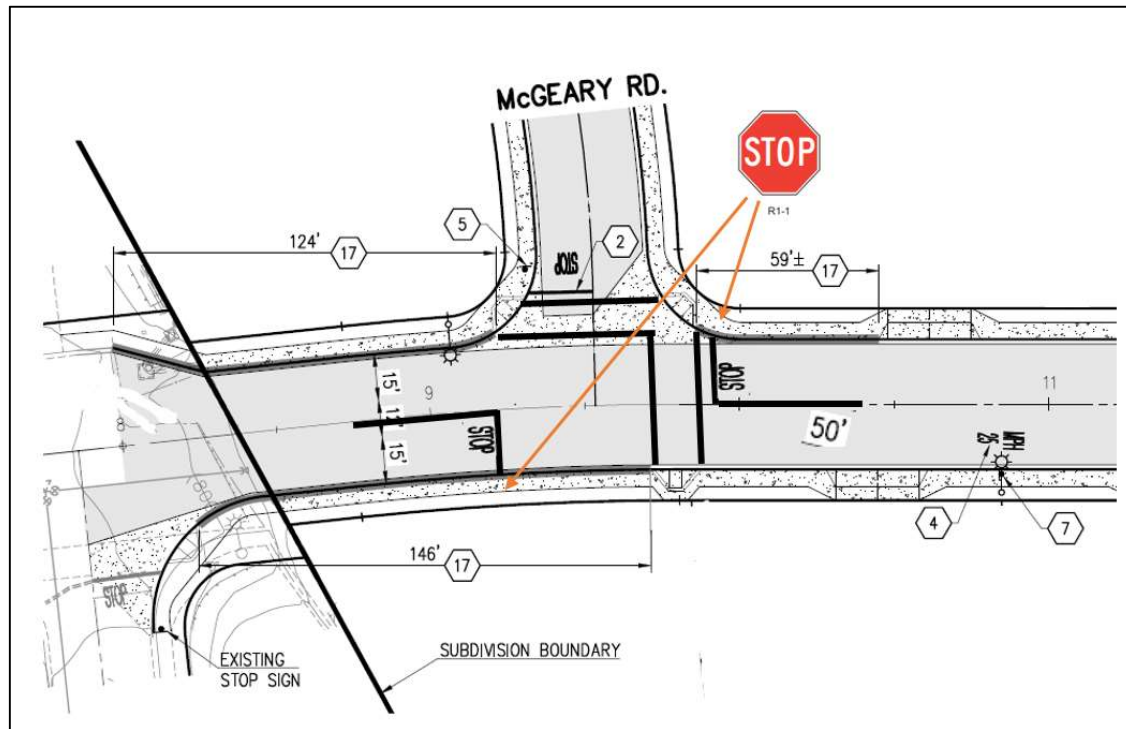 McGEARY RD.
STOP
R1-1
5
2
STOP
124'
17
59'±
17
15'
12'
15'
9
STOP
STOP
11
50'
8
25
MPH
4
7
146'
17
STOP
EXISTING
STOP SIGN
SUBDIVISION BOUNDARY